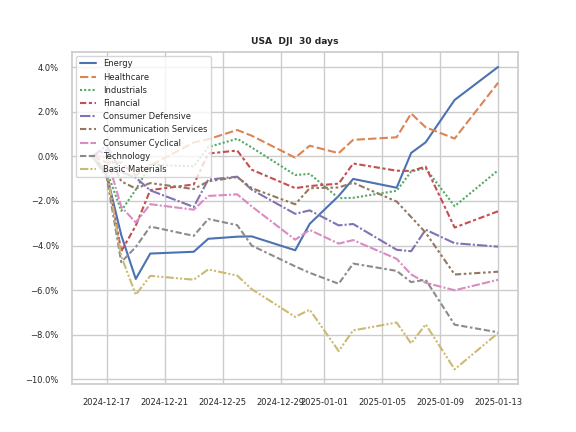 USA DJI 30 days
Energy
Healthcare
Industrials
Financial
Consumer Defensive
Communication Services
Consumer Cyclical
Technology
Basic Materials
4.0%
2.0%
0.0%
−2.0%
−4.0%
−6.0%
−8.0%
−10.0%
2024-12-17 2024-12-21 2024-12-25 2024-12-29 2025-01-01 2025-01-05 2025-01-09 2025-01-13